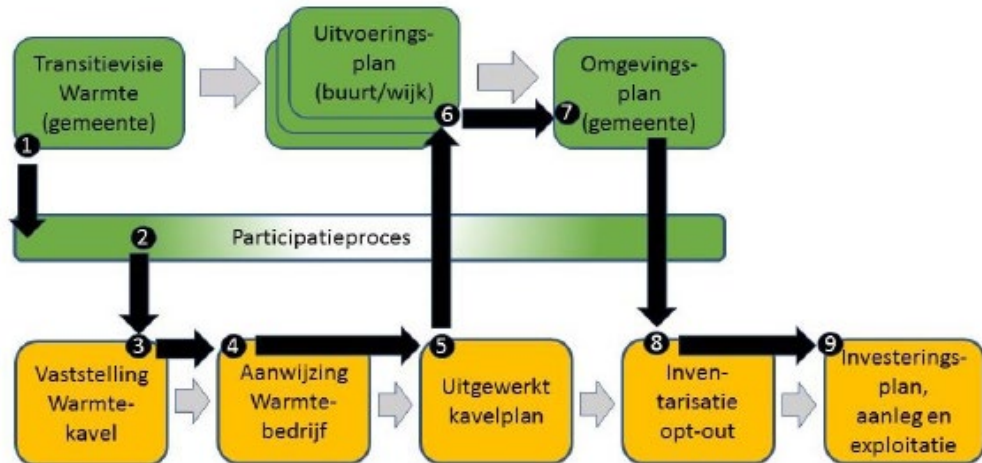 Transitievisie
Warmte
(gemeente)
1
Uitvoerings-
plan
(buurt/wijk)
6
Omgevings-
plan
(gemeente)
7
2
Participatieproces
3
Vaststelling
Warmte-
kavel
4
Aanwijzing
Warmte-
bedrijf
5
Uitgewerkt
kavelplan
8
Inven-
tarisatie
opt-out
9
Investerings-
plan,
aanleg en
exploitatie